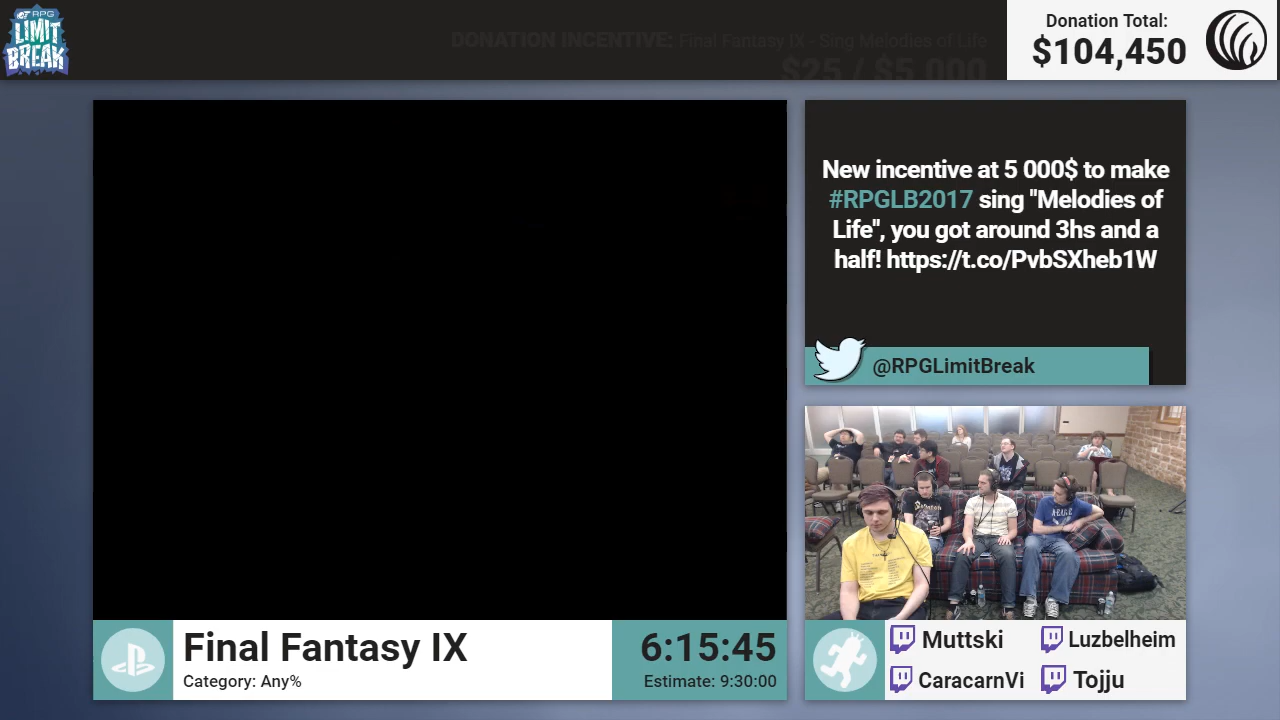 RPG
LIMIT
BREAK
DONATION INCENTIVE: Final Fantasy IX - Sing Melodies of Life
$25 / $5,000
Donation Total:
$104,450
New incentive at 5 000$ to make
#RPGLB2017 sing "Melodies of
Life", you got around 3hs and a
half! https://t.co/PvbSXheb1W
@RPGLimitBreak
Final Fantasy IX
Category: Any%
6:15:45
Estimate: 9:30:00
Muttski
Luzbelheim
CaracarnVi
Tojju